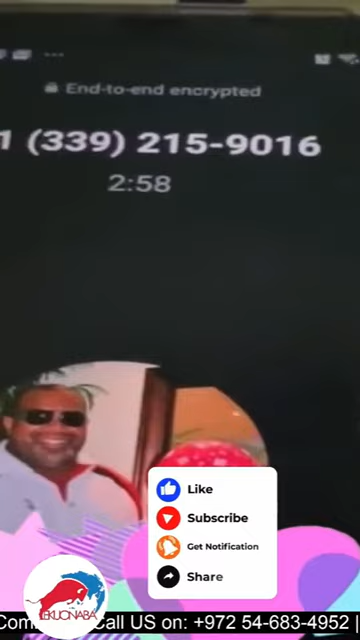 End-to-end encrypted
1 (339) 215-9016
2:58
Like
Subscribe
Get Notification
Share
EKUONABA
Call US on: +972 54-683-4952